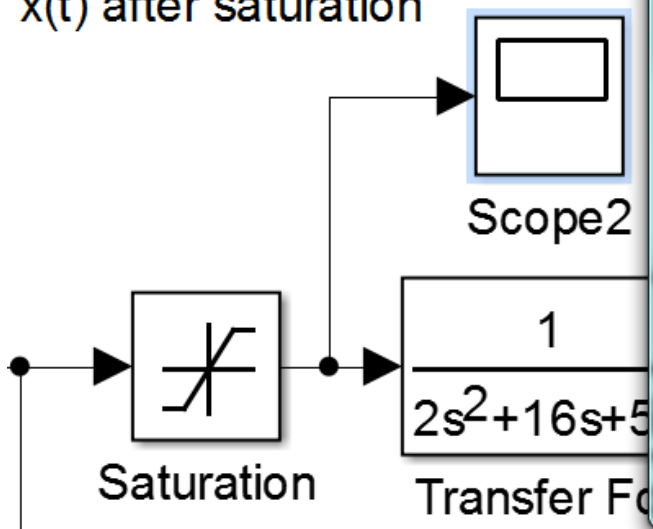 x(t) after saturation
Scope2
1
2s²+16s+5
Saturation
Transfer Fc